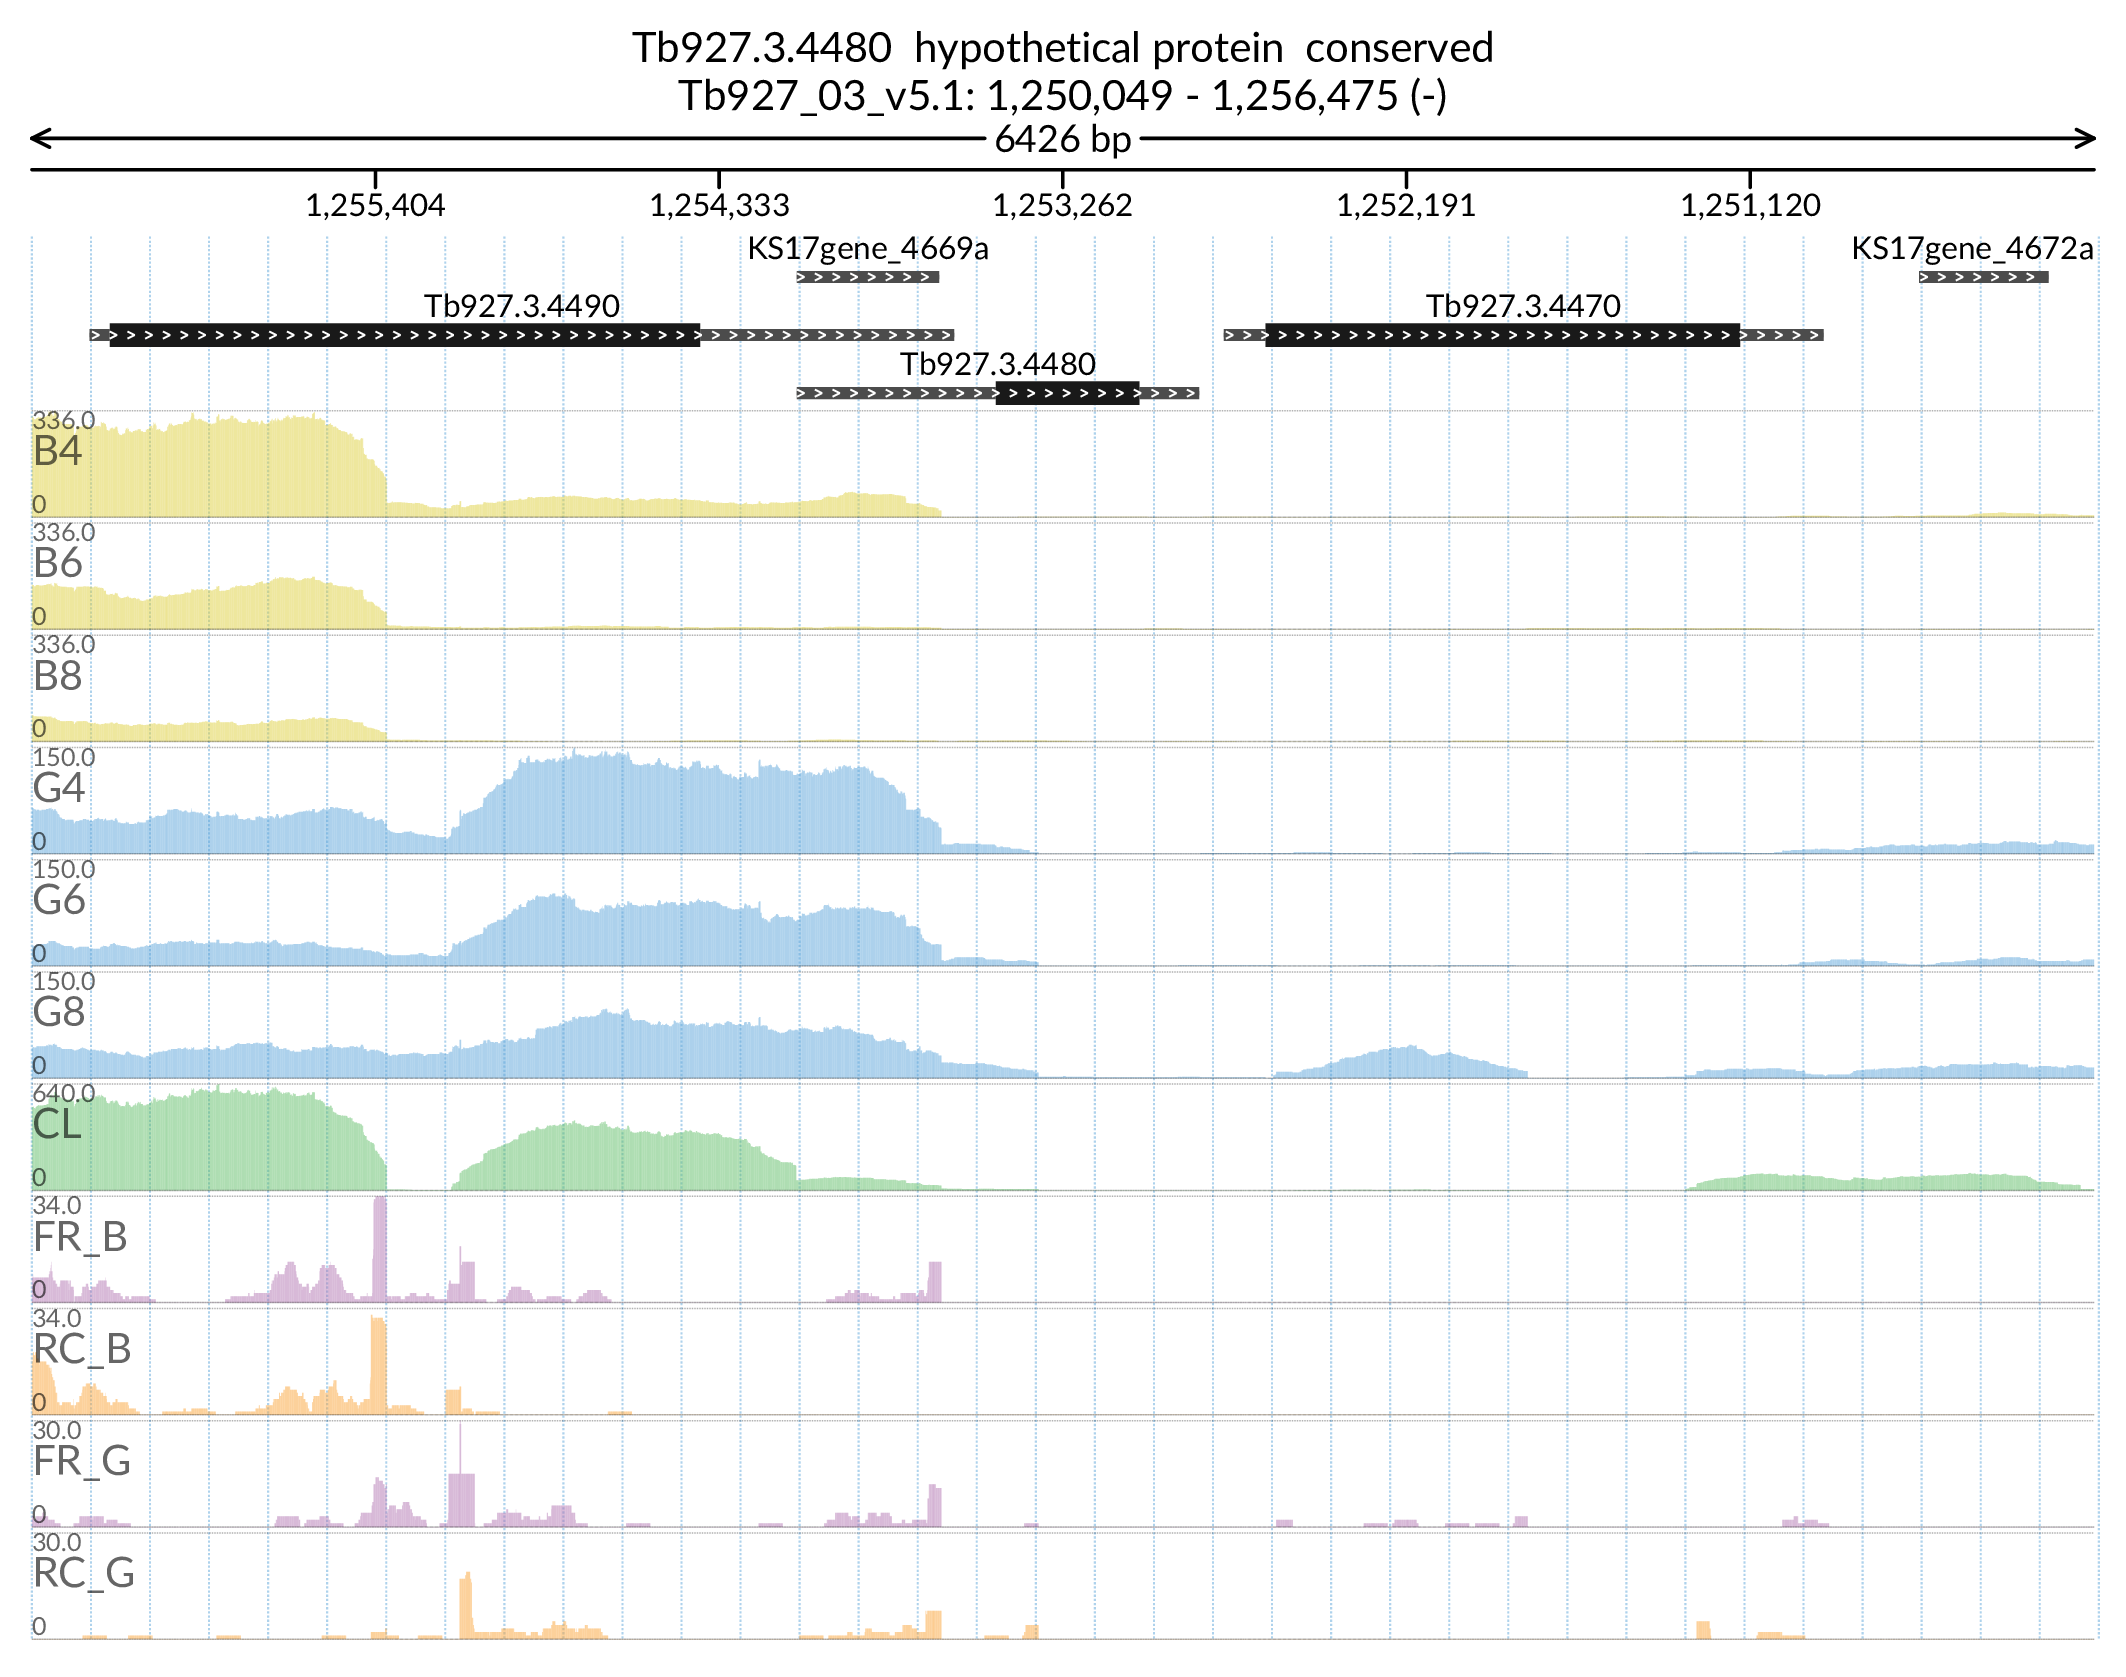 Tb927.3.4480  hypothetical protein  conserved
Tb927_03_v5.1: 1,250,049 - 1,256,475 (-)
6426 bp
1,255,404 1,254,333 1,253,262 1,252,191 1,251,120
KS17gene_4669a KS17gene_4672a
Tb927.3.4490 Tb927.3.4470
Tb927.3.4480
336.0
B4
0
336.0
B6
0
336.0
B8
0
150.0
G4
0
150.0
G6
0
150.0
G8
0
640.0
CL
0
34.0
FR_B
0
34.0
RC_B
0
30.0
FR_G
0
30.0
RC_G
0